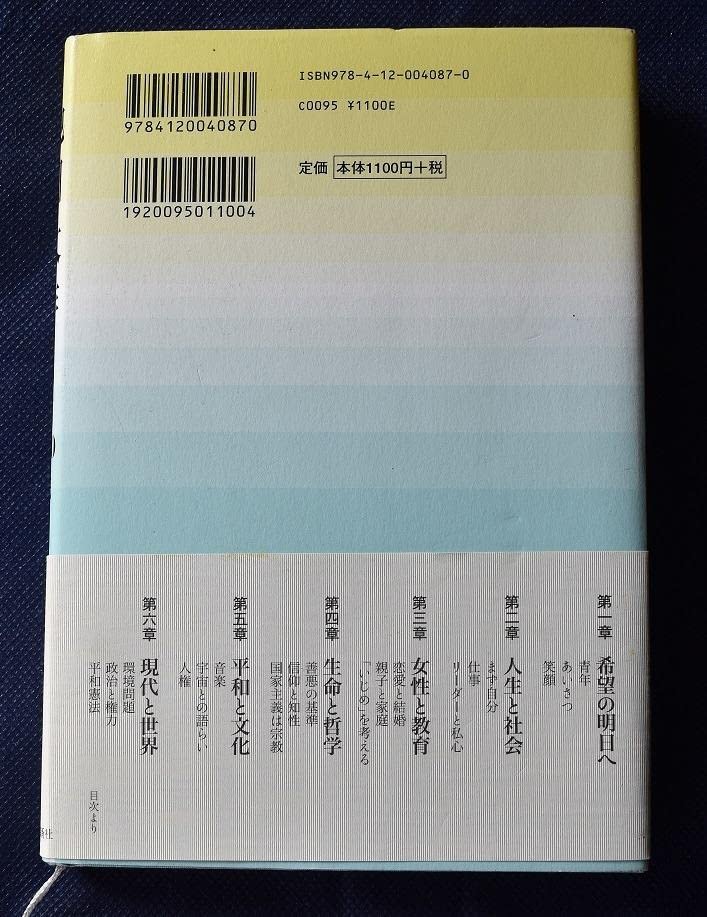 ISBN978-4-12-004087-0
9784120040870
C0095 ¥1100E
定価 本体1100円+税
1920095011004
第一章 希望の明日へ
青年
あいさつ
笑顔
第二章 人生と社会
まず自分
仕事
リーダーと私心
第三章 女性と教育
恋愛と結婚
親子と家庭
「いじめ」を考える
第四章 生命と哲学
善悪の基準
信仰と知性
国家主義は宗教
第五章 平和と文化
音楽
宇宙との語らい
人権
第六章 現代と世界
環境問題
政治と権力
平和憲法
目次より